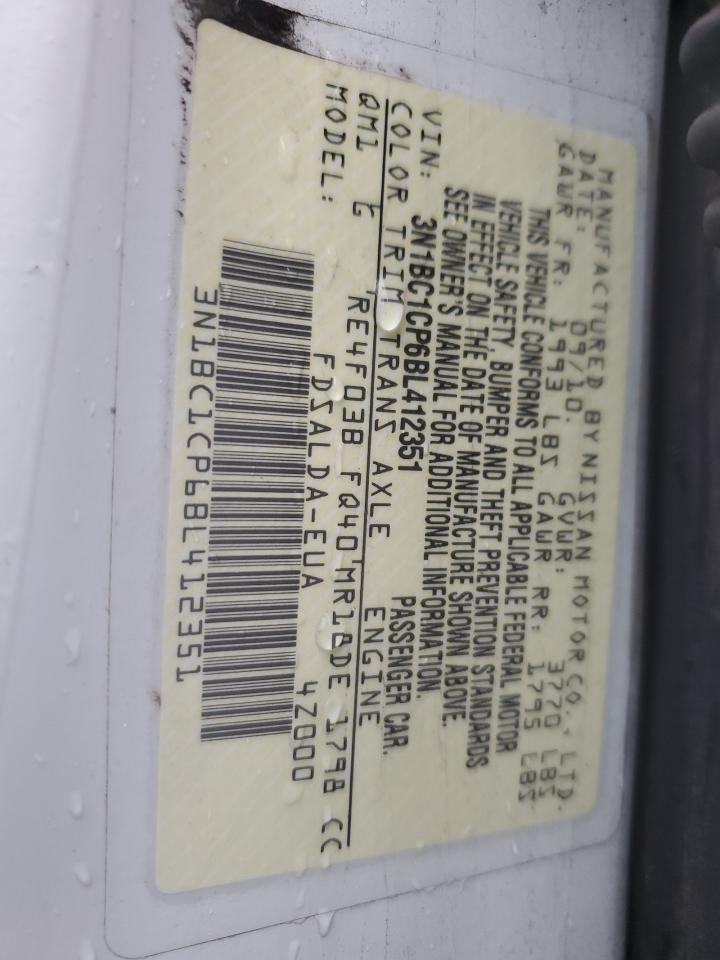 MANUFACTURED BY NISSAN MOTOR CO., LTD.
DATE: 09/10. GVWR: 3770 LBS
GAWR FR: 1993 LBS GAWR RR: 1795 LBS
THIS VEHICLE CONFORMS TO ALL APPLICABLE FEDERAL MOTOR
VEHICLE SAFETY, BUMPER AND THEFT PREVENTION STANDARDS
IN EFFECT ON THE DATE OF MANUFACTURE SHOWN ABOVE.
SEE OWNER'S MANUAL FOR ADDITIONAL INFORMATION.
VIN: 3N1BC1CP6BL412351 PASSENGER CAR.
COLOR TRIM TRANS AXLE ENGINE
QM1 G RE4F03B FQ40 MR18DE 1798 CC
MODEL: FDSALDA-EUA 4Z000
3N1BC1CP6BL412351